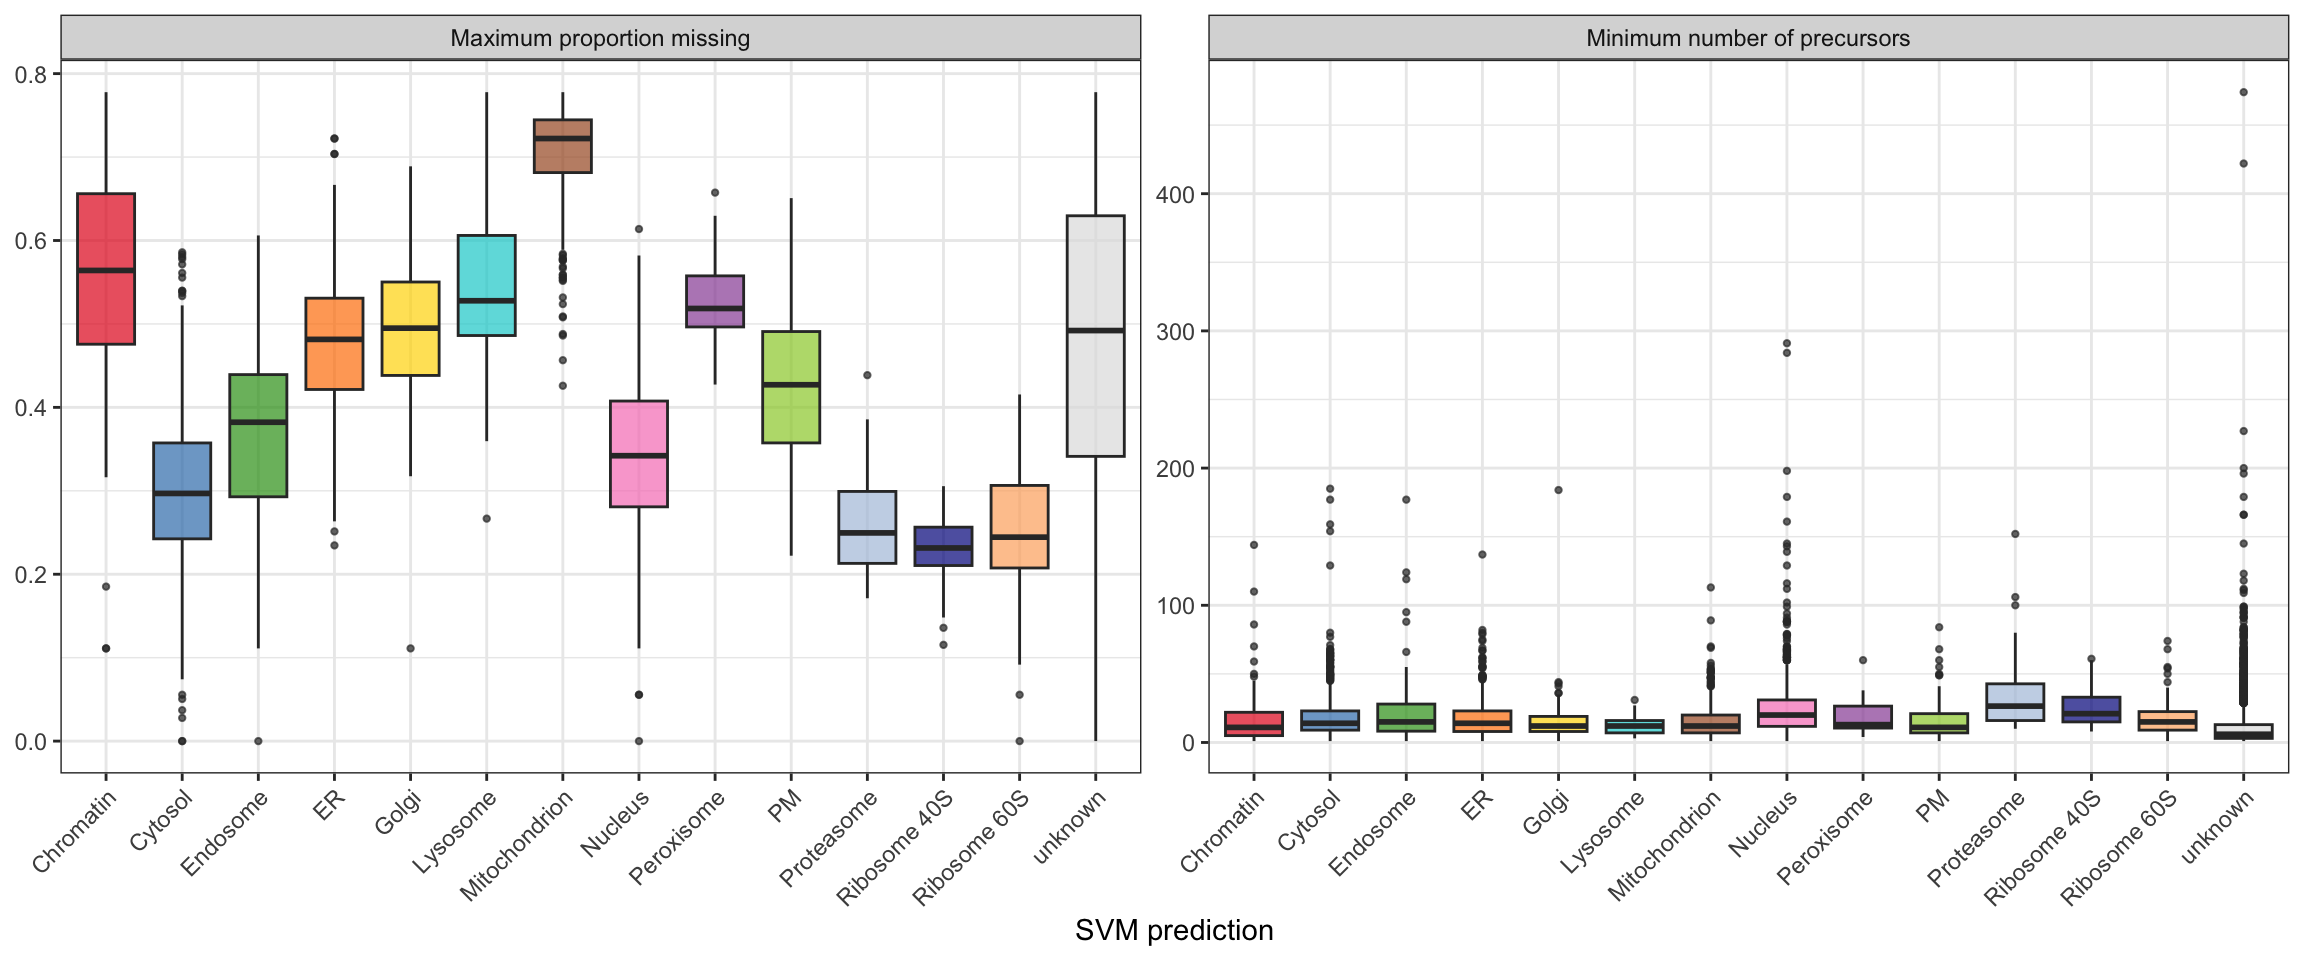 Maximum proportion missing
Minimum number of precursors
0.8
0.6
0.4
0.2
0.0
400
300
200
100
0
Chromatin
Cytosol
Endosome
ER
Golgi
Lysosome
Mitochondrion
Nucleus
Peroxisome
PM
Proteasome
Ribosome 40S
Ribosome 60S
unknown
Chromatin
Cytosol
Endosome
ER
Golgi
Lysosome
Mitochondrion
Nucleus
Peroxisome
PM
Proteasome
Ribosome 40S
Ribosome 60S
unknown
SVM prediction